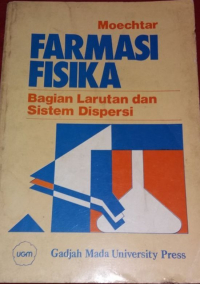 Moechtar
FARMASI
FISIKA
Bagian Larutan dan
Sistem Dispersi
UGM
Gadjah Mada University Press